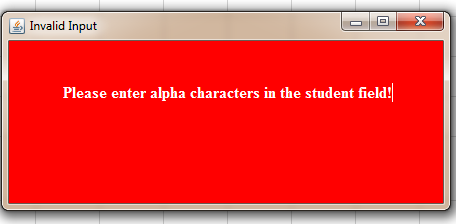 Invalid Input
Please enter alpha characters in the student field!